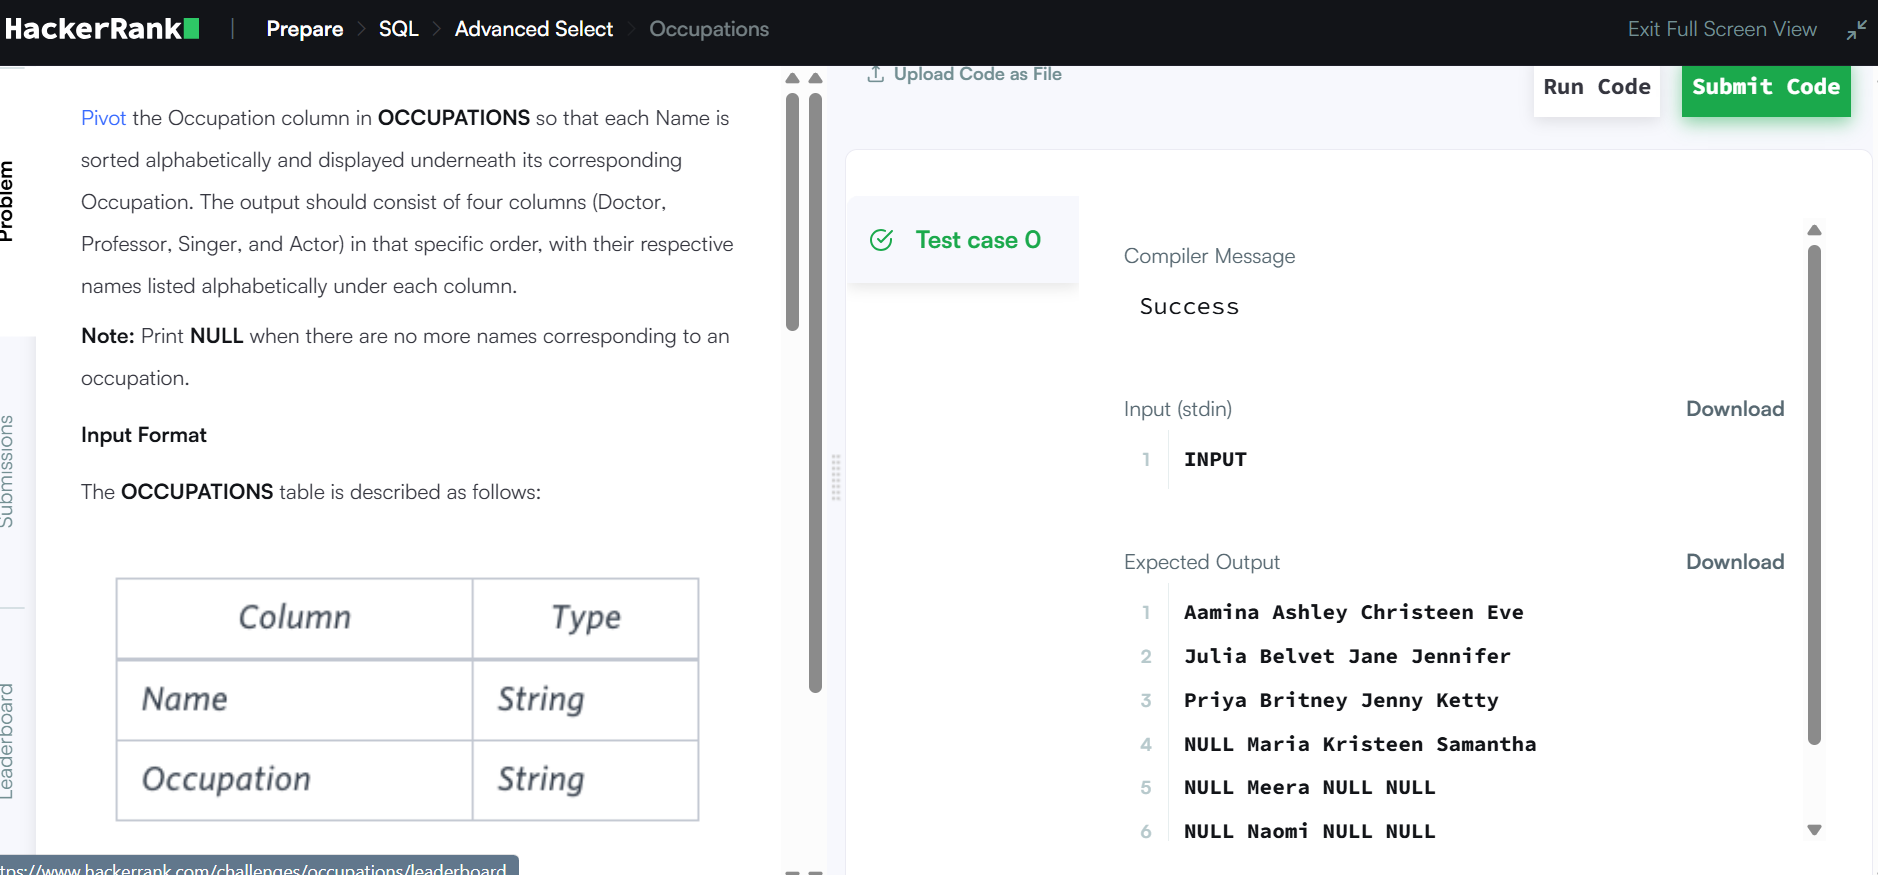 HackerRank | Prepare > SQL > Advanced Select > Occupations
Exit Full Screen View
Problem
Submissions
Leaderboard
Pivot the Occupation column in OCCUPATIONS so that each Name is
sorted alphabetically and displayed underneath its corresponding
Occupation. The output should consist of four columns (Doctor,
Professor, Singer, and Actor) in that specific order, with their respective
names listed alphabetically under each column.
Note: Print NULL when there are no more names corresponding to an
occupation.
Input Format
The OCCUPATIONS table is described as follows:
Column Type
Name String
Occupation String
tps://www.hackerrank.com/challenges/occupations/leaderboard
Upload Code as File
Run Code
Submit Code
Test case 0
Compiler Message
Success
Input (stdin)
Download
1 INPUT
Expected Output
Download
1 Aamina Ashley Christeen Eve
2 Julia Belvet Jane Jennifer
3 Priya Britney Jenny Ketty
4 NULL Maria Kristeen Samantha
5 NULL Meera NULL NULL
6 NULL Naomi NULL NULL